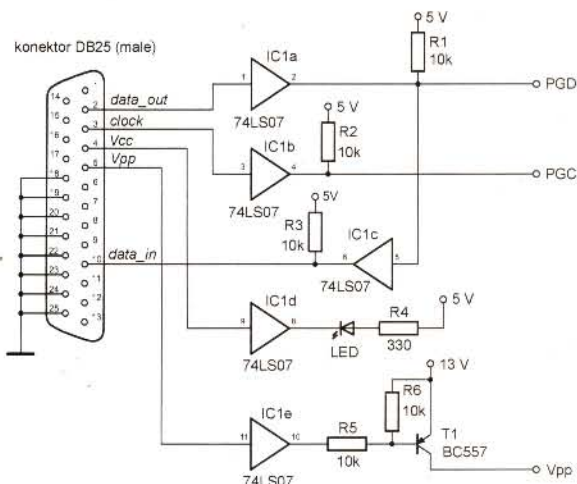 konektor DB25 (male)
1
14
2
15
3
16
4
17
5
18
6
19
7
20
8
21
9
22
10
23
11
24
12
25
13
data_out
clock
Vcc
Vpp
data_in
IC1a
1
2
74LS07
5 V
R1
10k
PGD
IC1b
3
4
74LS07
5 V
R2
10k
PGC
5V
R3
10k
IC1c
6
5
74LS07
IC1d
9
8
74LS07
LED
R4
330
5 V
IC1e
11
10
74LS07
R5
10k
R6
10k
13 V
T1
BC557
Vpp